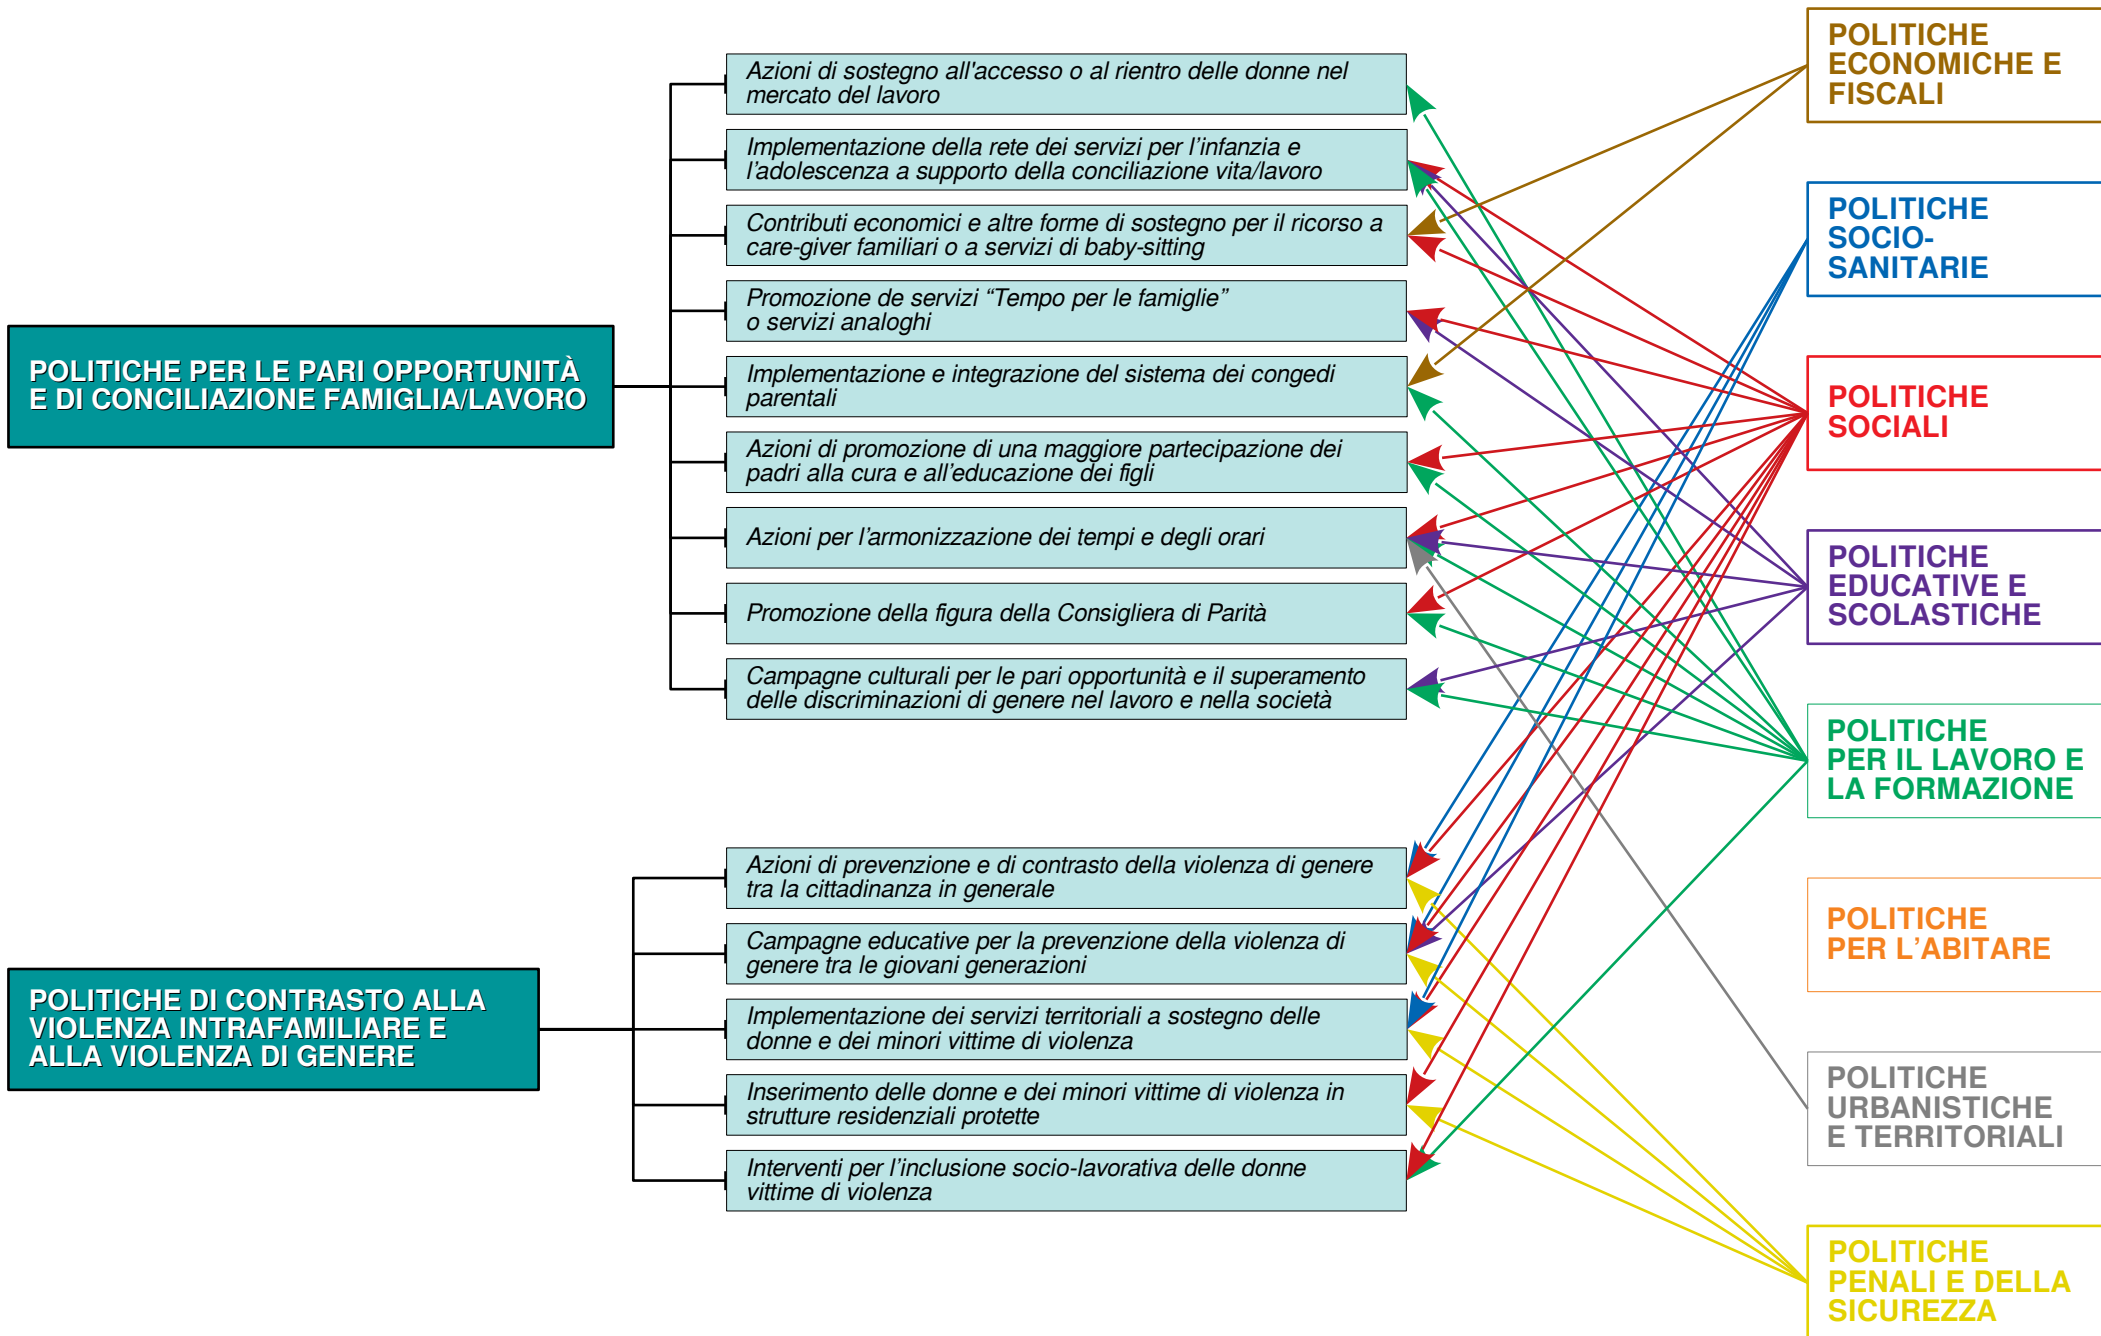 POLITICHE PER LE PARI OPPORTUNITÀ
E DI CONCILIAZIONE FAMIGLIA/LAVORO
Azioni di sostegno all'accesso o al rientro delle donne nel
mercato del lavoro
Implementazione della rete dei servizi per l’infanzia e
l’adolescenza a supporto della conciliazione vita/lavoro
Contributi economici e altre forme di sostegno per il ricorso a
care-giver familiari o a servizi di baby-sitting
Promozione de servizi “Tempo per le famiglie”
o servizi analoghi
Implementazione e integrazione del sistema dei congedi
parentali
Azioni di promozione di una maggiore partecipazione dei
padri alla cura e all’educazione dei figli
Azioni per l’armonizzazione dei tempi e degli orari
Promozione della figura della Consigliera di Parità
Campagne culturali per le pari opportunità e il superamento
delle discriminazioni di genere nel lavoro e nella società
POLITICHE DI CONTRASTO ALLA
VIOLENZA INTRAFAMILIARE E
ALLA VIOLENZA DI GENERE
Azioni di prevenzione e di contrasto della violenza di genere
tra la cittadinanza in generale
Campagne educative per la prevenzione della violenza di
genere tra le giovani generazioni
Implementazione dei servizi territoriali a sostegno delle
donne e dei minori vittime di violenza
Inserimento delle donne e dei minori vittime di violenza in
strutture residenziali protette
Interventi per l’inclusione socio-lavorativa delle donne
vittime di violenza
POLITICHE
ECONOMICHE E
FISCALI
POLITICHE
SOCIO-
SANITARIE
POLITICHE
SOCIALI
POLITICHE
EDUCATIVE E
SCOLASTICHE
POLITICHE
PER IL LAVORO E
LA FORMAZIONE
POLITICHE
PER L’ABITARE
POLITICHE
URBANISTICHE
E TERRITORIALI
POLITICHE
PENALI E DELLA
SICUREZZA